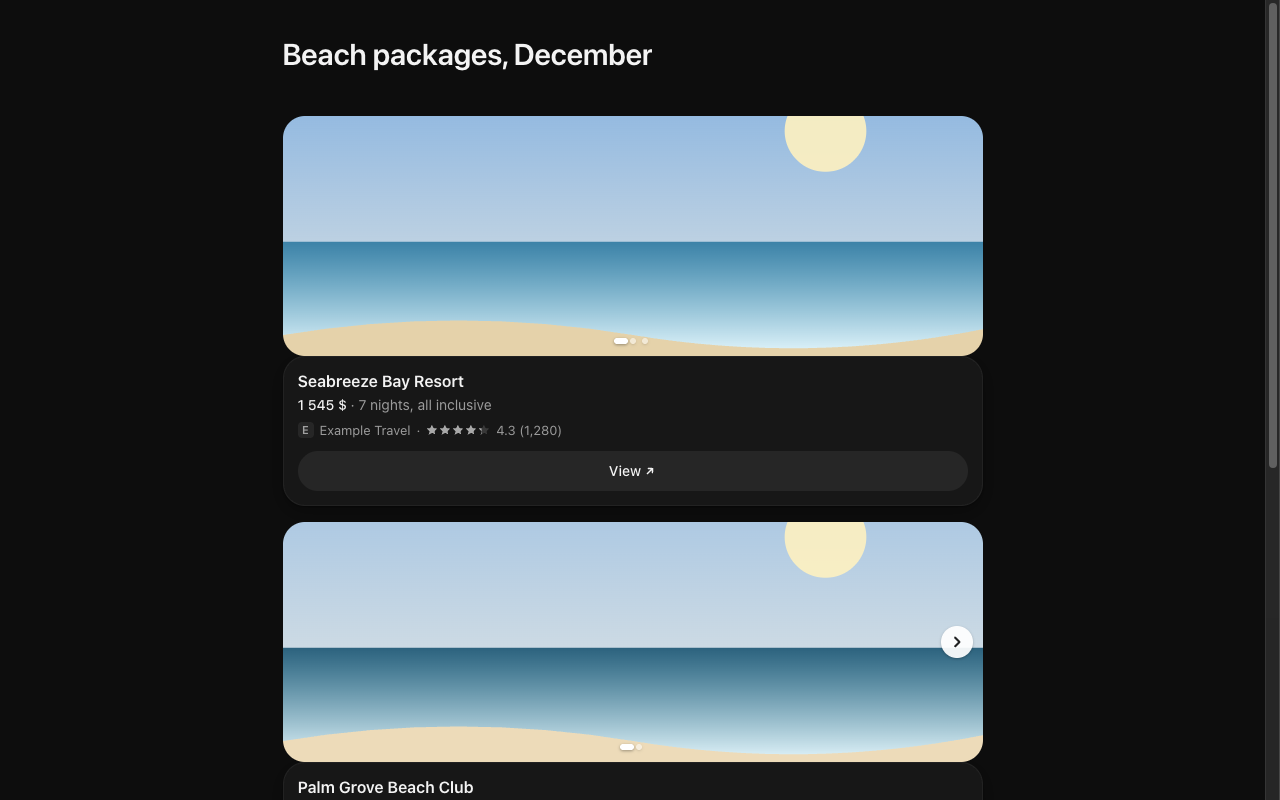 Beach packages, December
Seabreeze Bay Resort
1 545 $ · 7 nights, all inclusive
E Example Travel · 4.3 (1,280)
View ↗
Palm Grove Beach Club